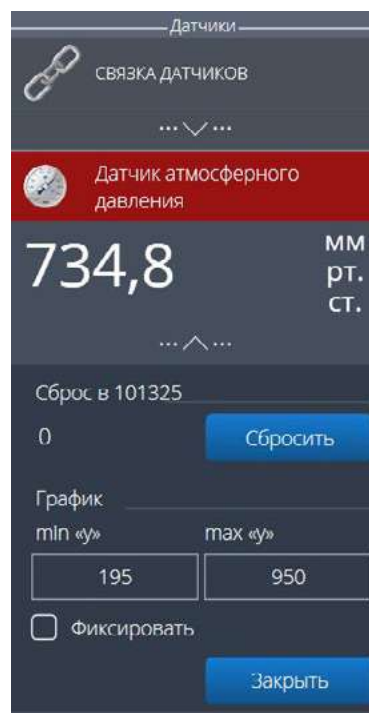 Датчики
СВЯЗКА ДАТЧИКОВ
Датчик атмосферного
давления
734,8
мм
рт.
ст.
Сброс в 101325
0
Сбросить
График
min «y»
max «y»
195
950
Фиксировать
Закрыть